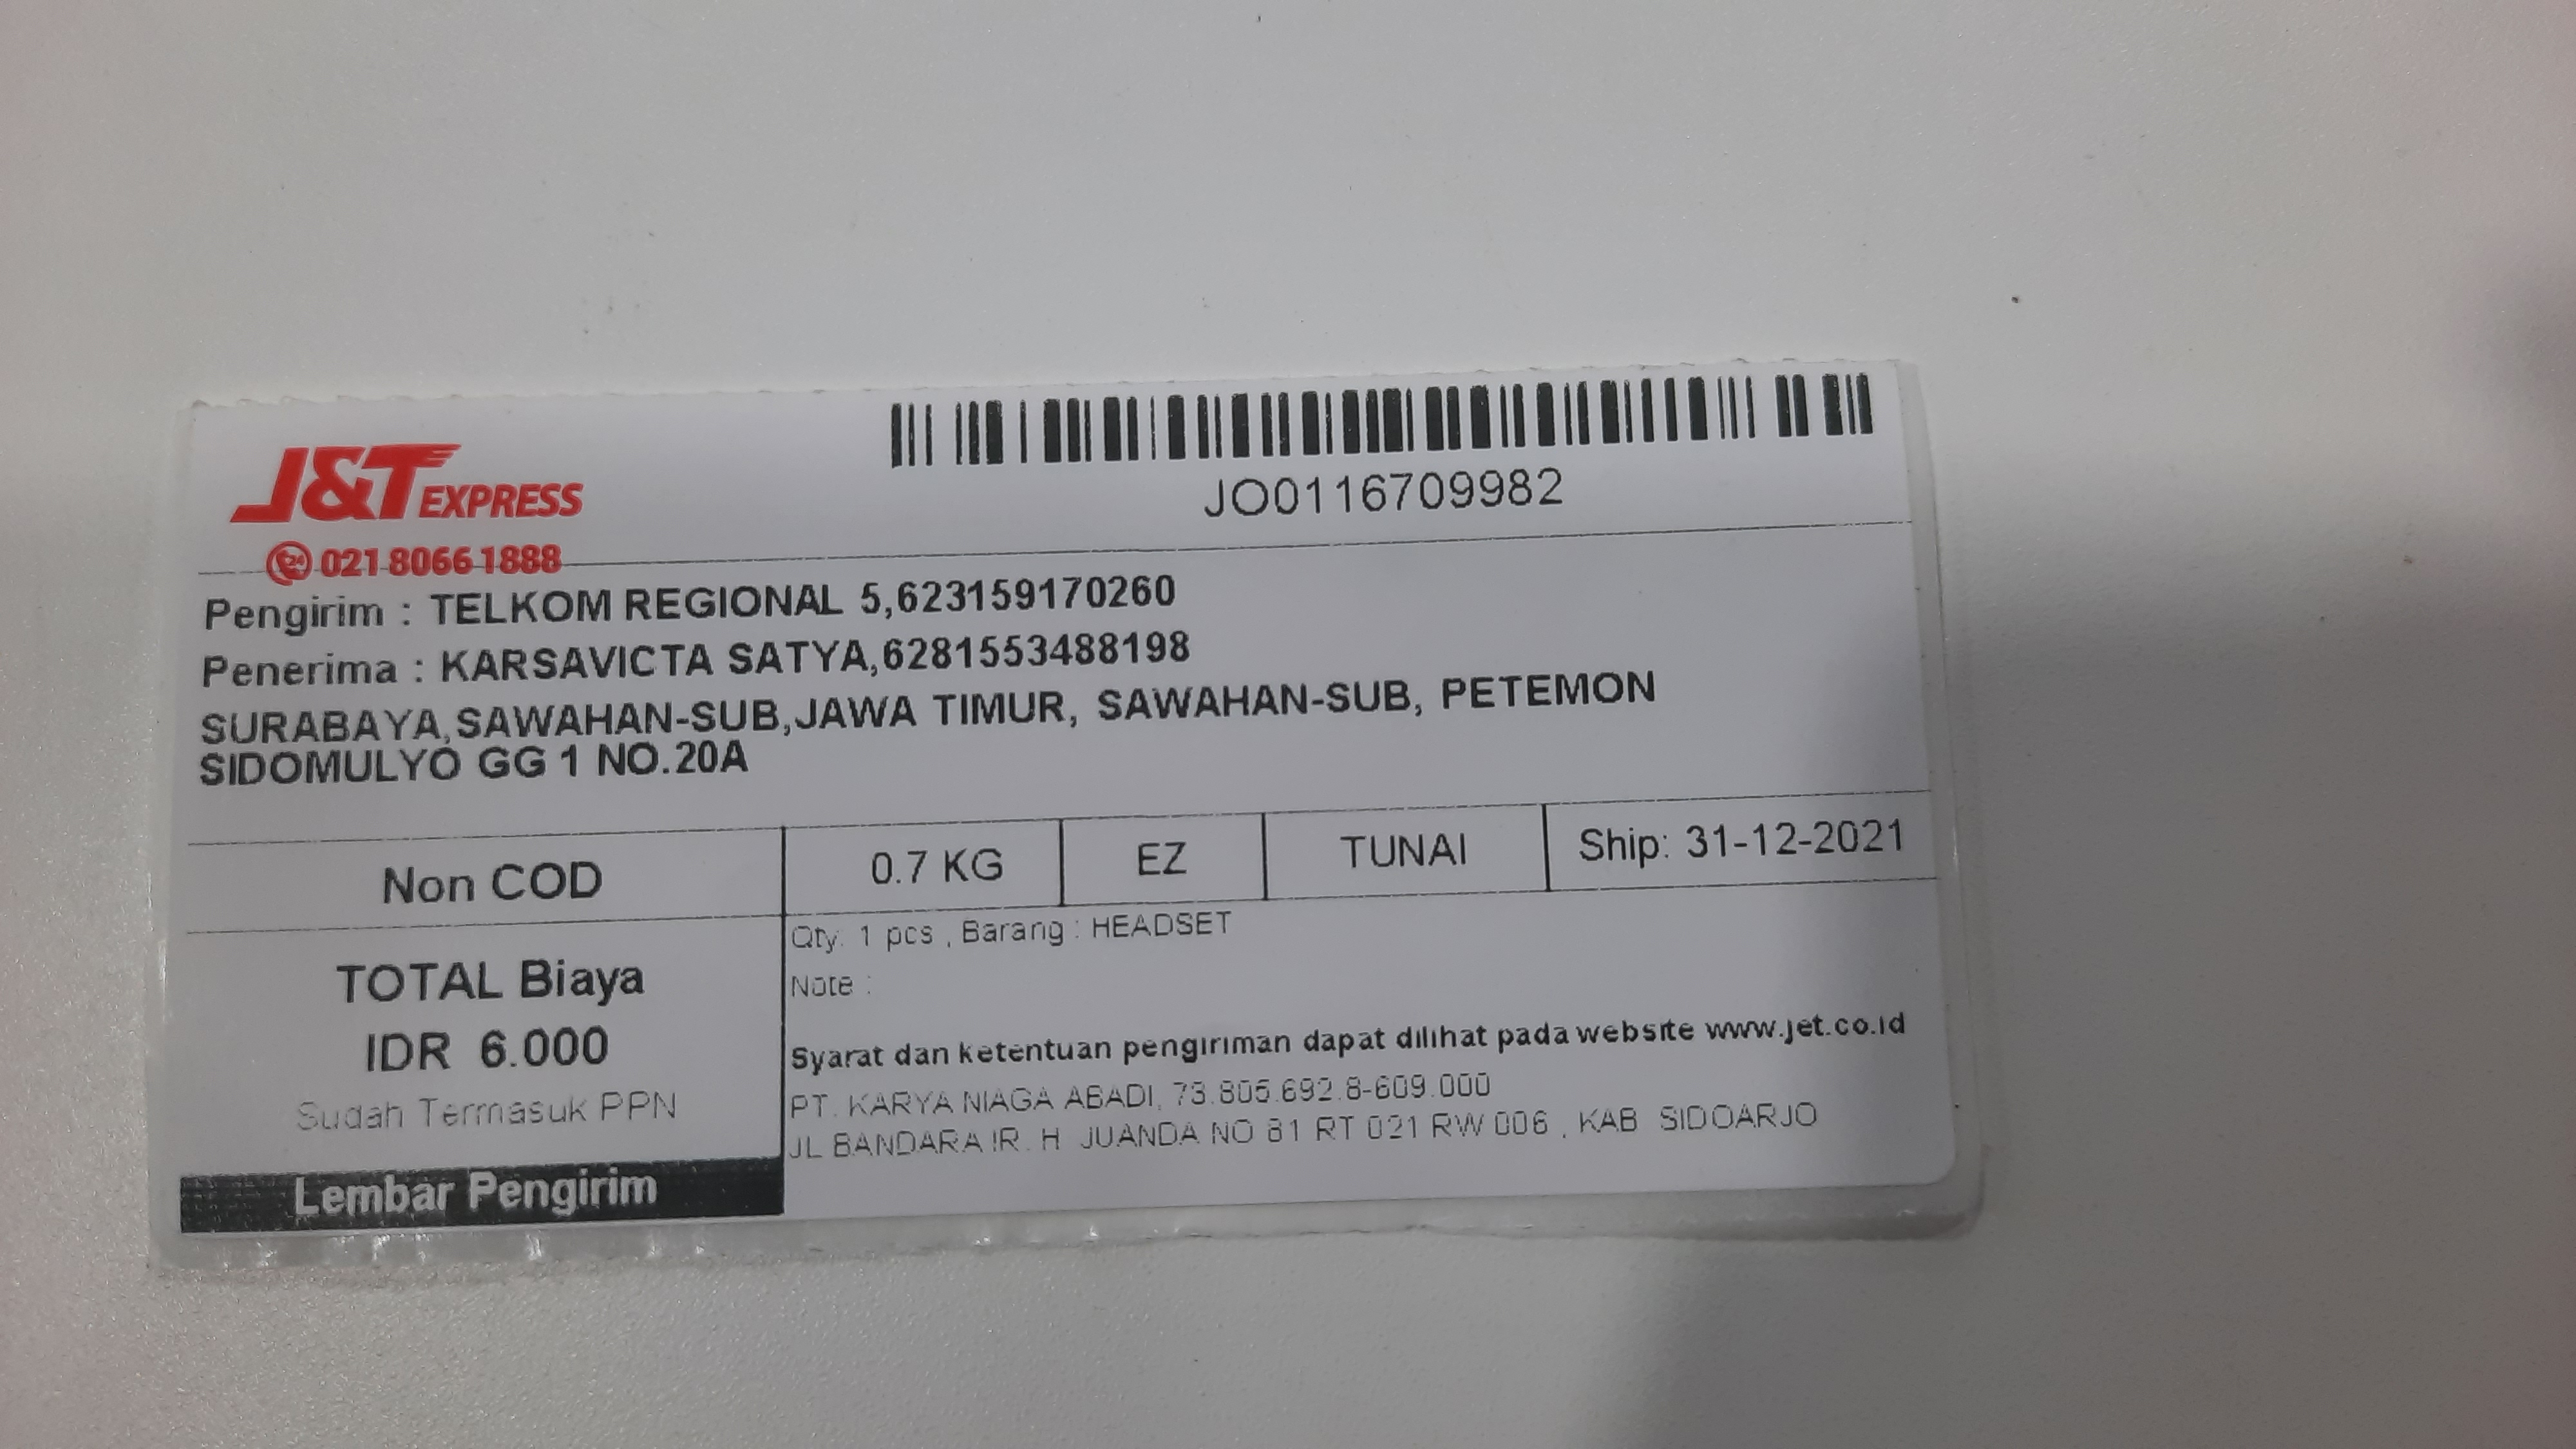 J&T EXPRESS
021-8066-1888
JO0116709982
Pengirim : TELKOM REGIONAL 5,623159170260
Penerima : KARSAVICTA SATYA,6281553488198
SURABAYA,SAWAHAN-SUB,JAWA TIMUR, SAWAHAN-SUB, PETEMON
SIDOMULYO GG 1 NO.20A
Non COD
0.7 KG
EZ
TUNAI
Ship: 31-12-2021
TOTAL Biaya
IDR 6.000
Sudah Termasuk PPN
Lembar Pengirim
Qty: 1 pcs , Barang : HEADSET
Note :
Syarat dan ketentuan pengiriman dapat dilihat pada website www.jet.co.id
PT. KARYA NIAGA ABADI, 73.805.692.8-609.000
JL BANDARA IR. H JUANDA NO 81 RT 021 RW 006 , KAB SIDOARJO